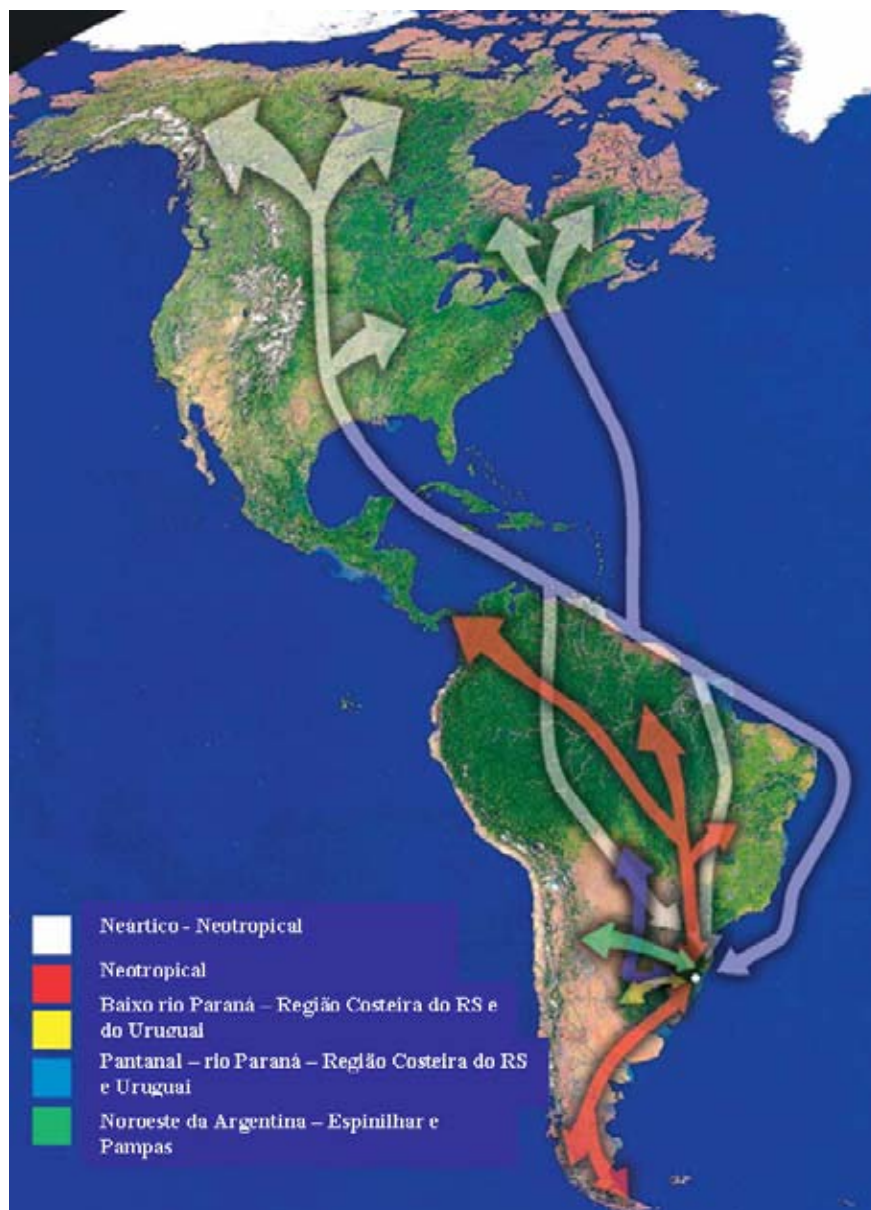 Neártico - Neotropical
Neotropical
Baixo rio Paraná – Região Costeira do RS e
do Uruguai
Pantanal – rio Paraná – Região Costeira do RS
e Uruguai
Noroeste da Argentina – Espinilhar e
Pampas